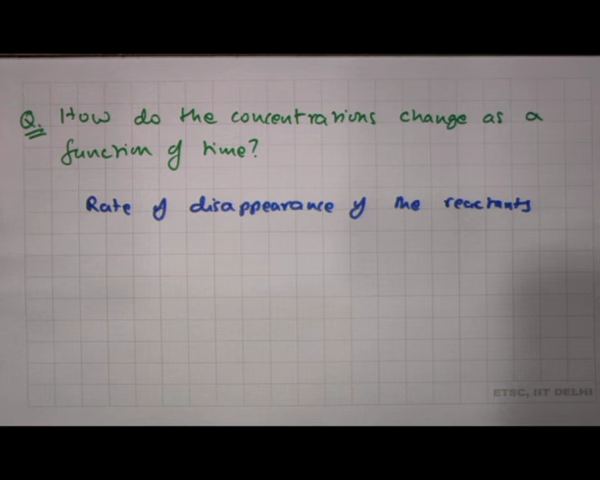 Q. How do the concentrations change as a
function of time?
Rate of disappearance of the reactants
ETSC, IIT DELHI